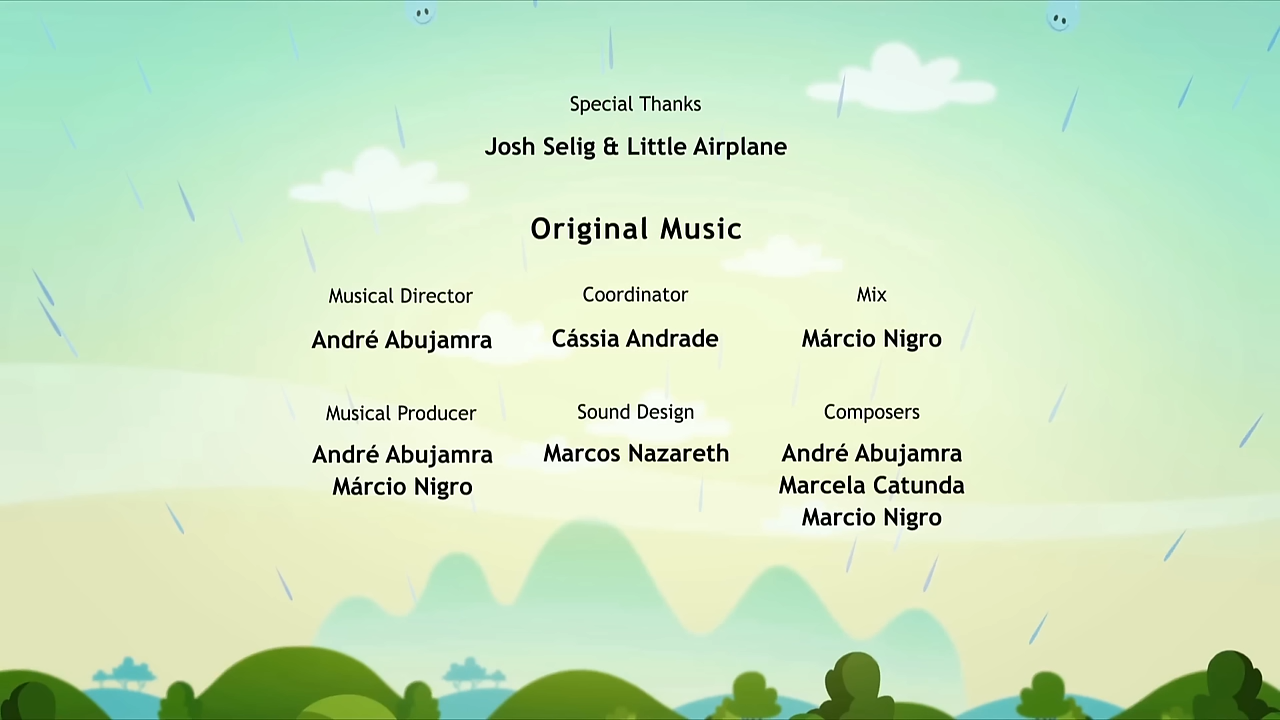 Special Thanks
Josh Selig & Little Airplane
Original Music
Musical Director
André Abujamra
Coordinator
Cássia Andrade
Mix
Márcio Nigro
Musical Producer
André Abujamra
Márcio Nigro
Sound Design
Marcos Nazareth
Composers
André Abujamra
Marcela Catunda
Marcio Nigro